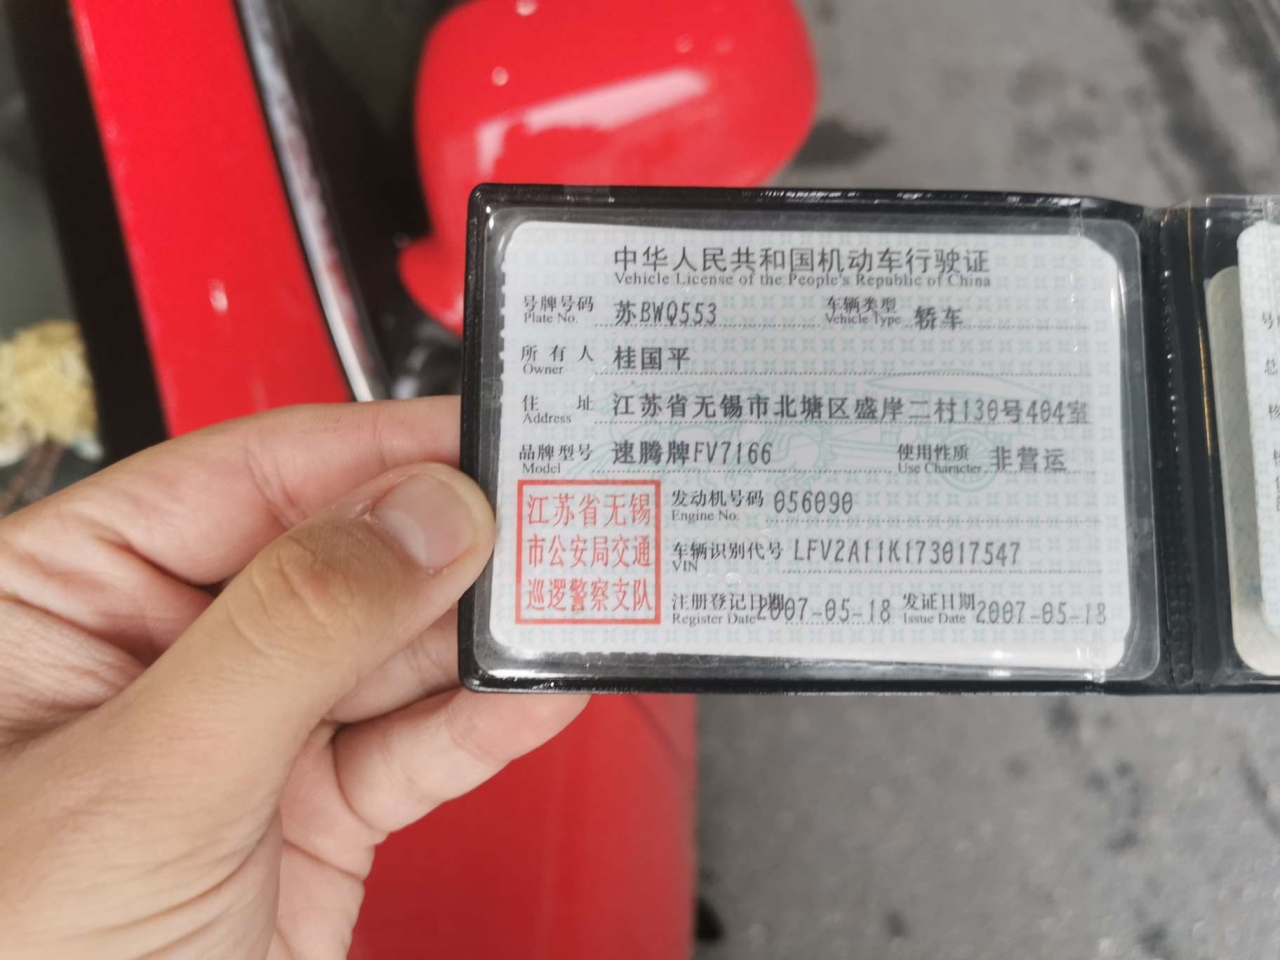 中华人民共和国机动车行驶证
Vehicle License of the People's Republic of China
号牌号码 苏BWQ553 车辆类型 轿车
Plate No. Vehicle Type
所有人 桂国平
Owner
住址 江苏省无锡市北塘区盛岸二村130号404室
Address
品牌型号 速腾牌FV7166 使用性质 非营运
Model Use Character
江苏省无锡
市公安局交通
巡逻警察支队
发动机号码 056090
Engine No.
车辆识别代号 LFV2A11K173017547
VIN
注册登记日期 2007-05-18 发证日期 2007-05-18
Register Date Issue Date
号
总
核